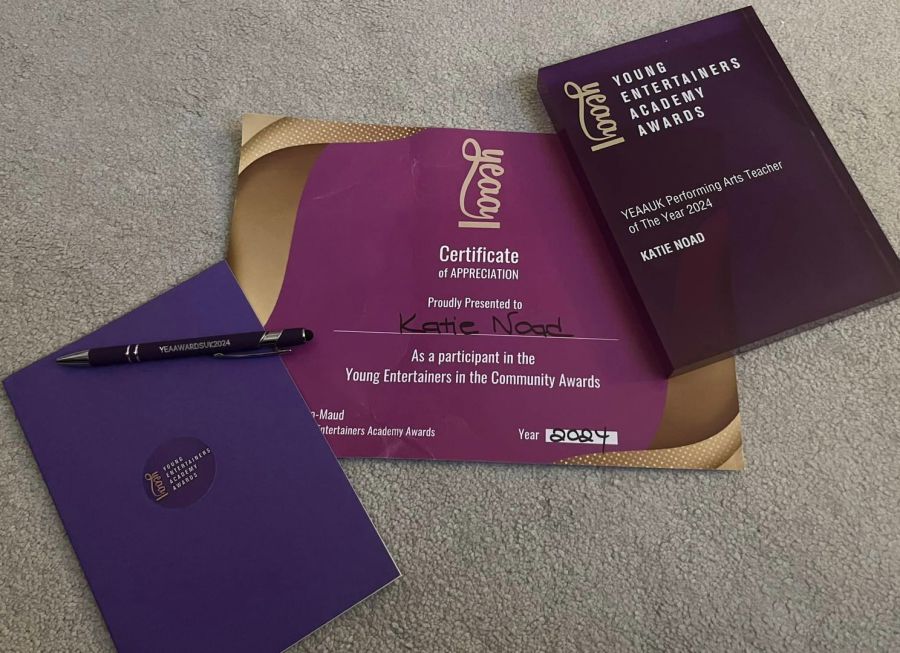 yeaa
YOUNG
ENTERTAINERS
ACADEMY
AWARDS
YEAAUK Performing Arts Teacher
of The Year 2024
KATIE NOAD
yeaa
Certificate
of APPRECIATION
Proudly Presented to
Katie Noad
As a participant in the
Young Entertainers in the Community Awards
-Maud
Entertainers Academy Awards
Year 2024
YEAAWARDSUK2024
yeaa
YOUNG
ENTERTAINERS
ACADEMY
AWARDS